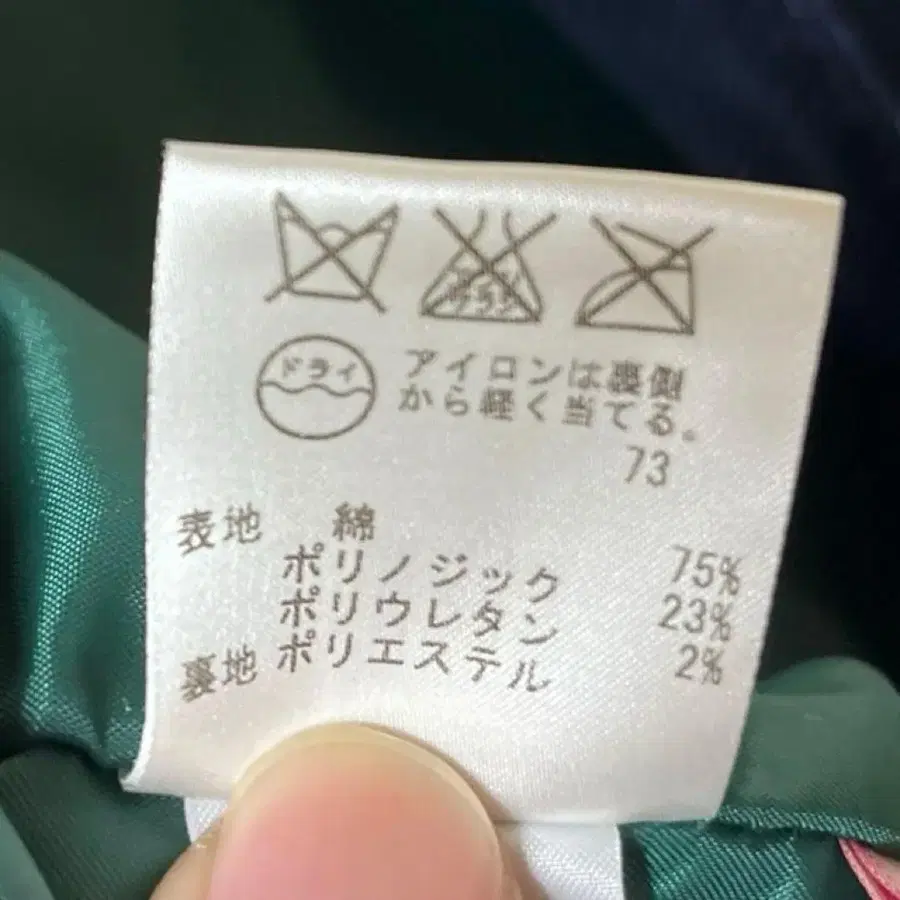 ドライ
アイロンは裏側
から軽く当てる。
73
表地 綿 75%
ポリノジック 23%
ポリウレタン 2%
裏地 ポリエステル